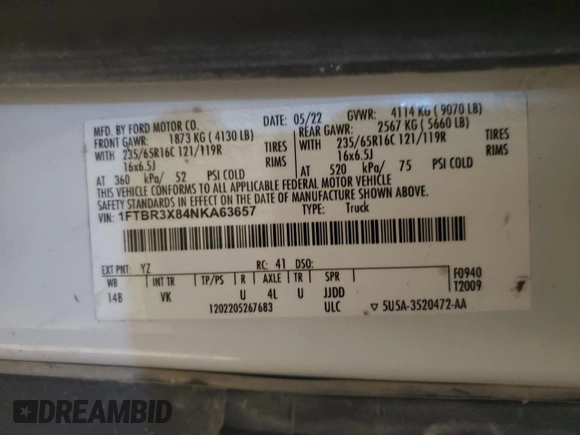 MFD. BY FORD MOTOR CO. DATE: 05/22 GVWR: 4114 KG ( 9070 LB)
FRONT GAWR: 1873 KG ( 4130 LB) REAR GAWR: 2567 KG ( 5660 LB)
WITH 235/65R16C 121/119R TIRES WITH 235/65R16C 121/119R TIRES
16x6.5J RIMS 16x6.5J RIMS
AT 360 kPa/ 52 PSI COLD AT 520 kPa/ 75 PSI COLD
THIS VEHICLE CONFORMS TO ALL APPLICABLE FEDERAL MOTOR VEHICLE
SAFETY STANDARDS IN EFFECT ON THE DATE OF MANUFACTURE SHOWN ABOVE.
VIN: 1FTBR3X84NKA63657 TYPE: Truck
EXT PNT: YZ RC: 41 DSO: F0940
WB INT TR TP/PS R AXLE TR SPR T2009
148 VK U 4L U JJDD
1202205267683 ULC ▽ 5U5A-3520472-AA
DREAMBID